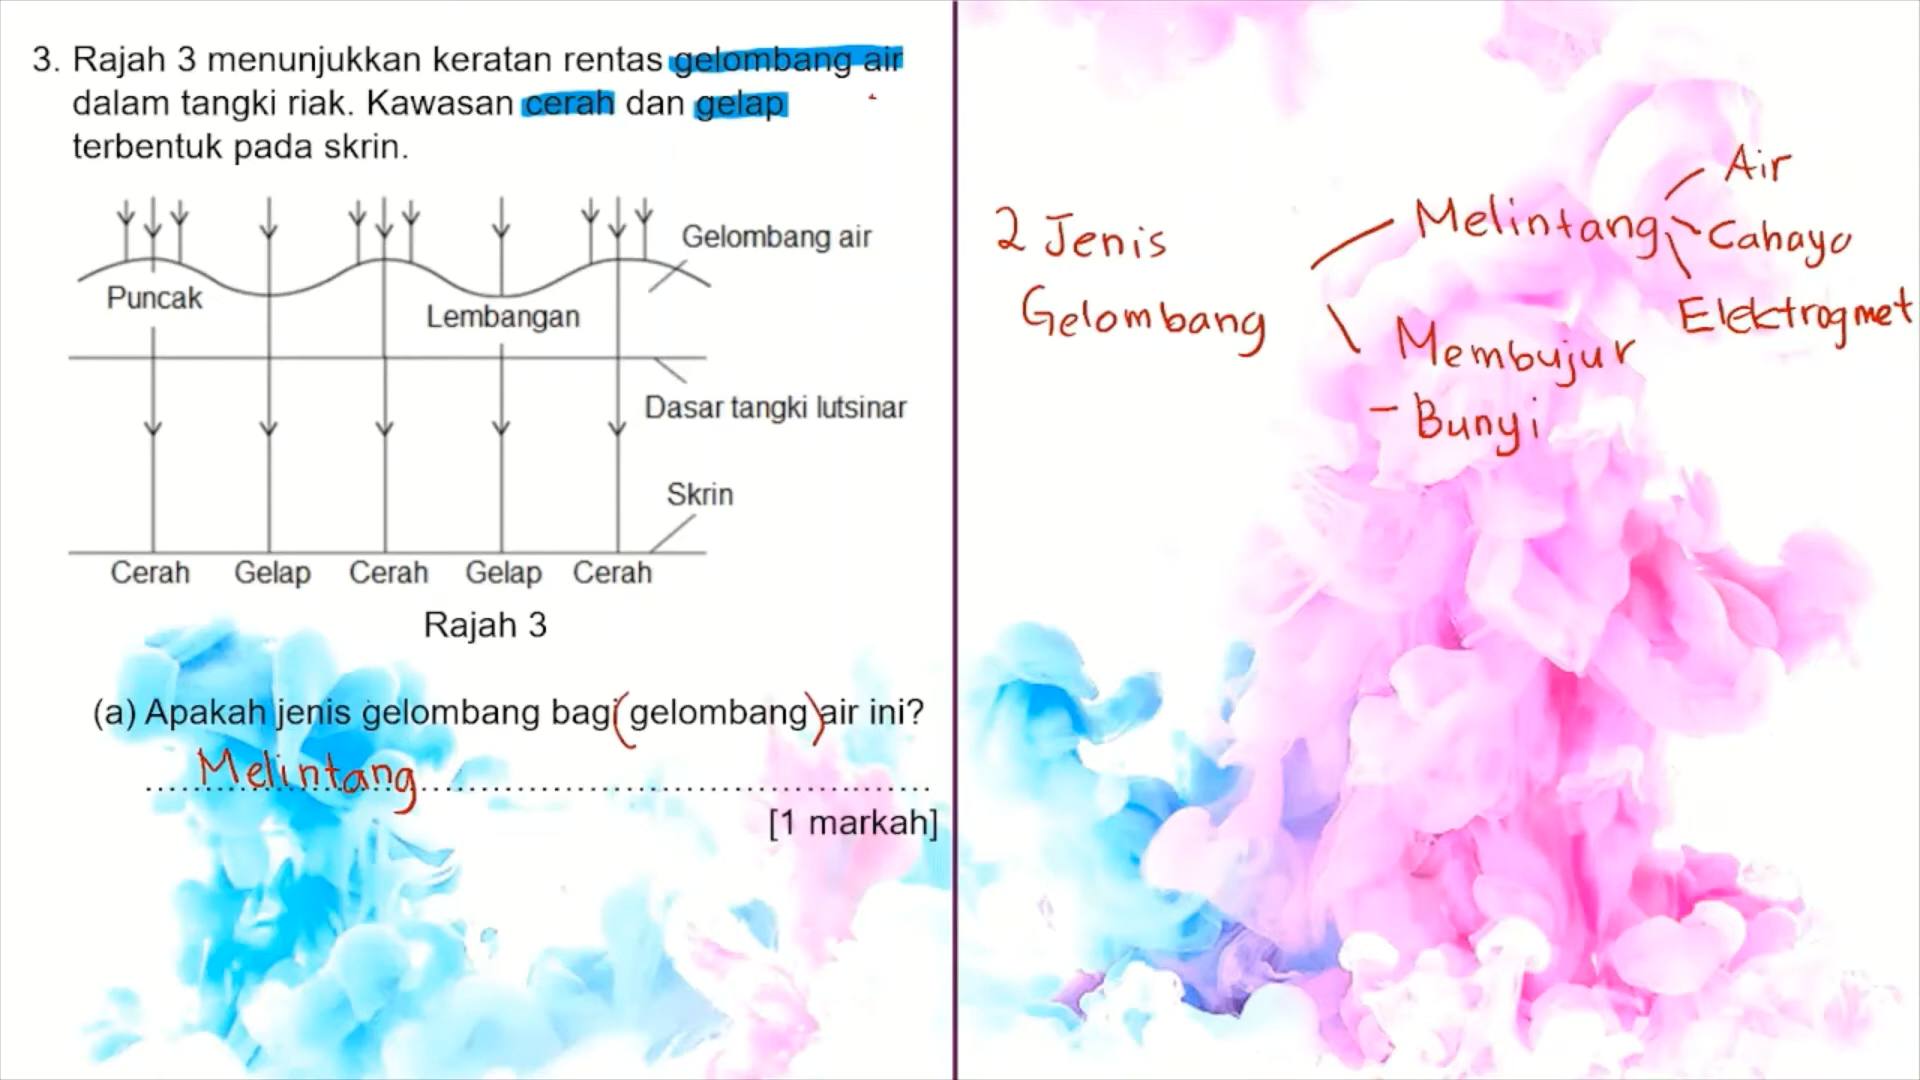 3. Rajah 3 menunjukkan keratan rentas gelombang air
dalam tangki riak. Kawasan cerah dan gelap
terbentuk pada skrin.
Gelombang air
Puncak
Lembangan
Dasar tangki lutsinar
Skrin
Cerah Gelap Cerah Gelap Cerah
Rajah 3
(a) Apakah jenis gelombang bagi (gelombang) air ini?
Melintang
[1 markah]
2 Jenis
Gelombang
Melintang
Air
Cahaya
Elektrogmet
Membujur
- Bunyi